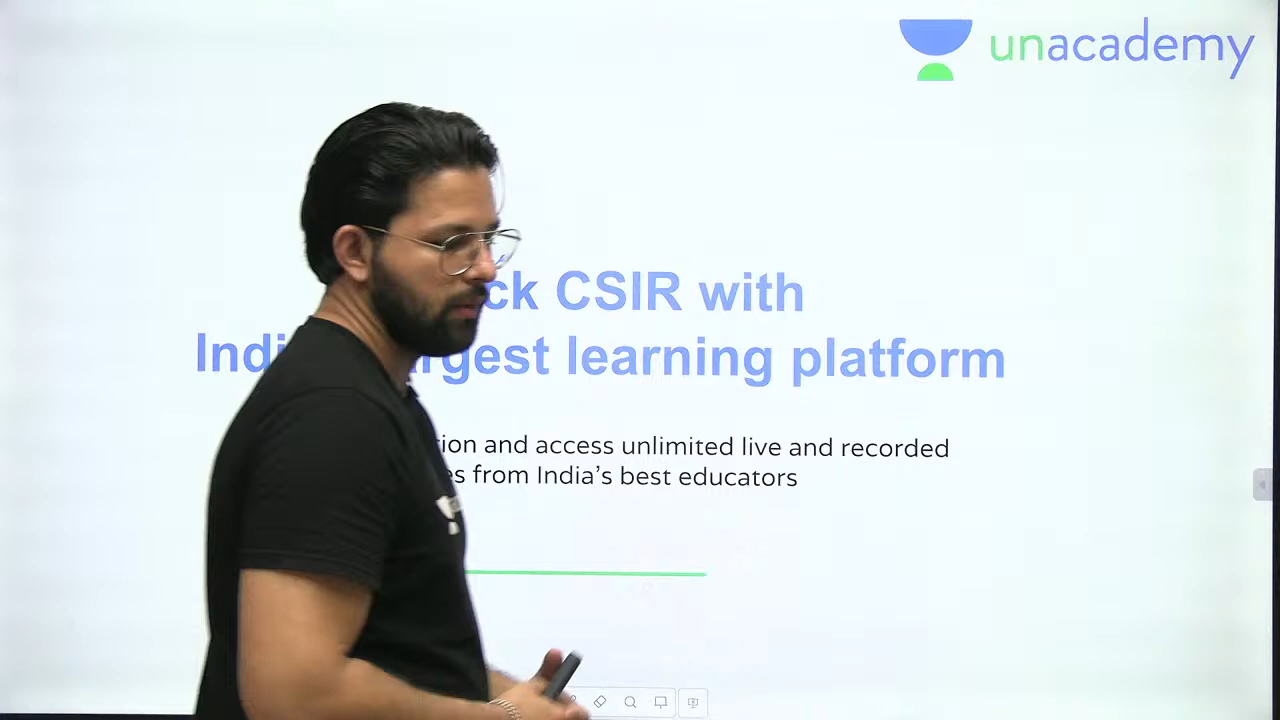 unacademy
ck CSIR with
Indi argest learning platform
ion and access unlimited live and recorded
es from India's best educators